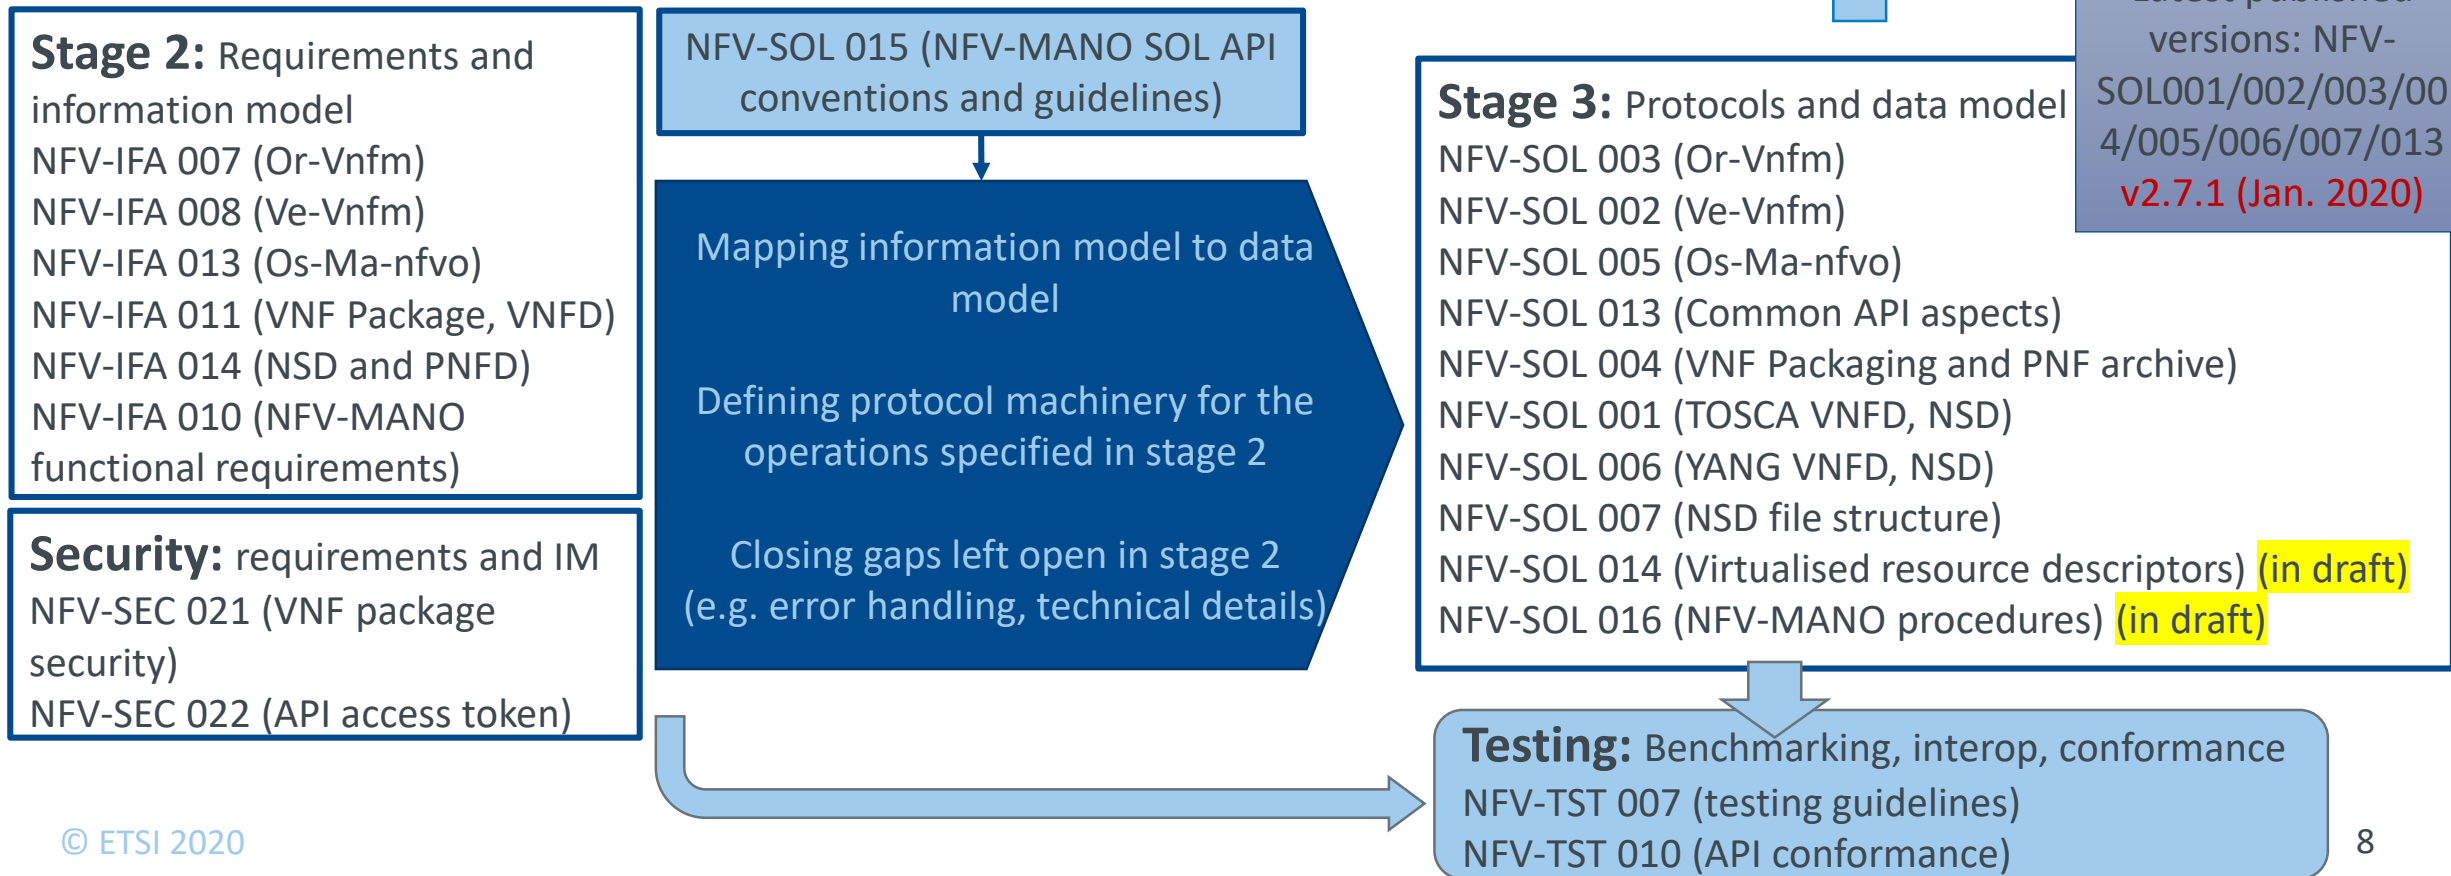 Stage 2: Requirements and
information model
NFV-IFA 007 (Or-Vnfm)
NFV-IFA 008 (Ve-Vnfm)
NFV-IFA 013 (Os-Ma-nfvo)
NFV-IFA 011 (VNF Package, VNFD)
NFV-IFA 014 (NSD and PNFD)
NFV-IFA 010 (NFV-MANO
functional requirements)
Security: requirements and IM
NFV-SEC 021 (VNF package
security)
NFV-SEC 022 (API access token)
NFV-SOL 015 (NFV-MANO SOL API
conventions and guidelines)
Mapping information model to data
model
Defining protocol machinery for the
operations specified in stage 2
Closing gaps left open in stage 2
(e.g. error handling, technical details)
Latest published
versions: NFV-
SOL001/002/003/00
4/005/006/007/013
v2.7.1 (Jan. 2020)
Stage 3: Protocols and data model
NFV-SOL 003 (Or-Vnfm)
NFV-SOL 002 (Ve-Vnfm)
NFV-SOL 005 (Os-Ma-nfvo)
NFV-SOL 013 (Common API aspects)
NFV-SOL 004 (VNF Packaging and PNF archive)
NFV-SOL 001 (TOSCA VNFD, NSD)
NFV-SOL 006 (YANG VNFD, NSD)
NFV-SOL 007 (NSD file structure)
NFV-SOL 014 (Virtualised resource descriptors) (in draft)
NFV-SOL 016 (NFV-MANO procedures) (in draft)
Testing: Benchmarking, interop, conformance
NFV-TST 007 (testing guidelines)
NFV-TST 010 (API conformance)
© ETSI 2020
8